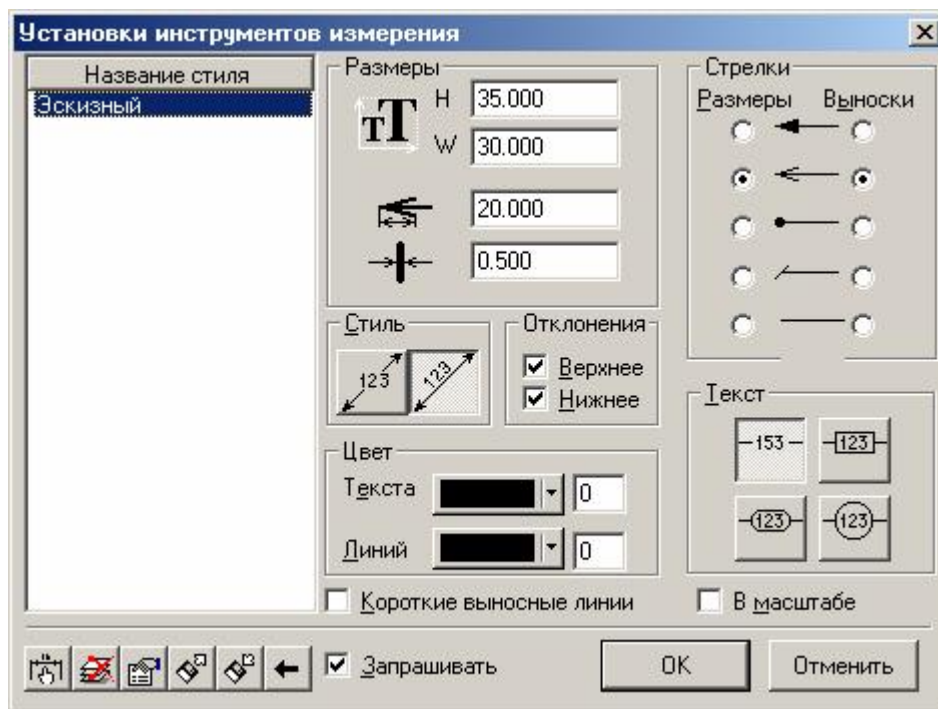 Установки инструментов измерения
Название стиля
Эскизный
Размеры
H 35.000
W 30.000
20.000
0.500
Стрелки
Размеры Выноски
Стиль
123 123
Отклонения
Верхнее
Нижнее
Цвет
Текста 0
Линий 0
Текст
153 123
123 123
Короткие выносные линии
В масштабе
Запрашивать
OK
Отменить